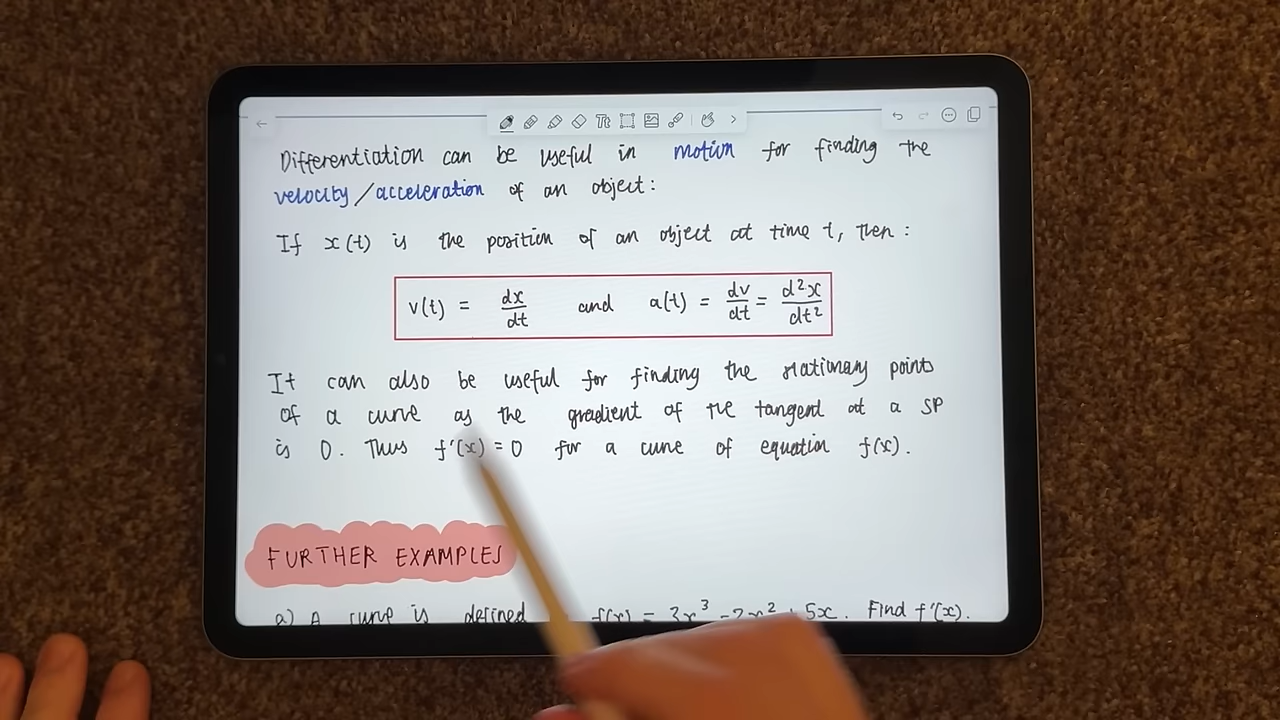 Differentiation can be useful in motion for finding the
velocity/acceleration of an object:
If x(t) is the position of an object at time t, then:
v(t) = dx/dt and a(t) = dv/dt = d²x/dt²
It can also be useful for finding the stationary points
of a curve as the gradient of the tangent at a SP
is 0. Thus f'(x) = 0 for a curve of equation f(x).
FURTHER EXAMPLES
a) A curve is defined f(x) = 3x³ - 2x² + 5x. Find f'(x).